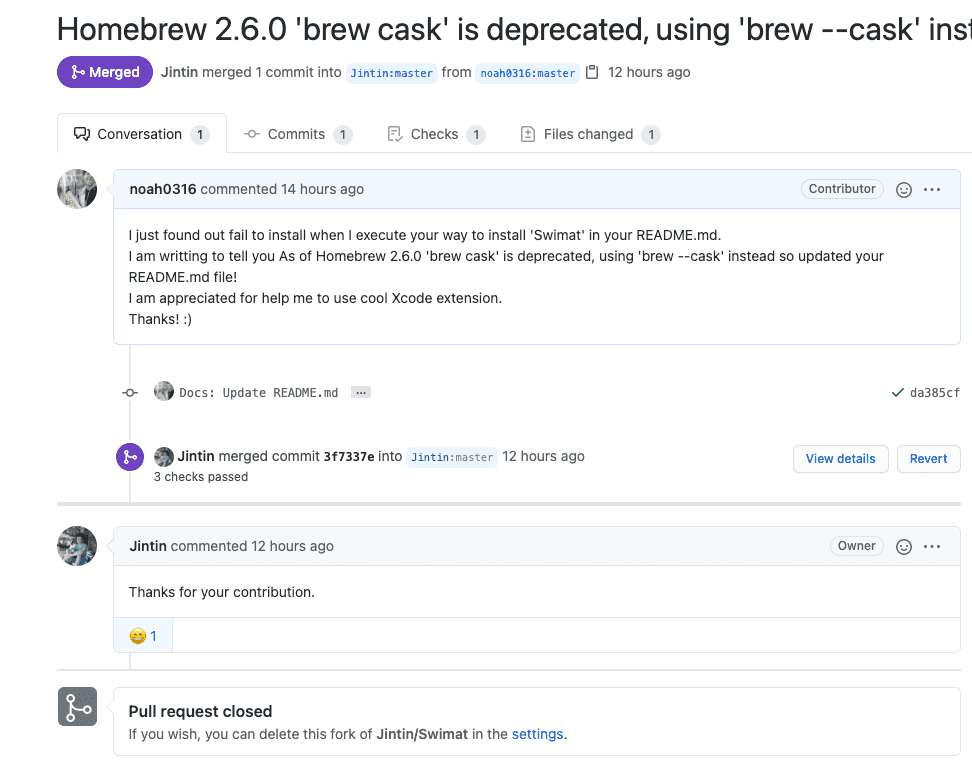 Homebrew 2.6.0 'brew cask' is deprecated, using 'brew --cask' inst
Merged Jintin merged 1 commit into Jintin:master from noah0316:master 12 hours ago
Conversation 1 Commits 1 Checks 1 Files changed 1
noah0316 commented 14 hours ago Contributor
I just found out fail to install when I execute your way to install 'Swimat' in your README.md.
I am writting to tell you As of Homebrew 2.6.0 'brew cask' is deprecated, using 'brew --cask' instead so updated your
README.md file!
I am appreciated for help me to use cool Xcode extension.
Thanks! :)
Docs: Update README.md ... da385cf
Jintin merged commit 3f7337e into Jintin:master 12 hours ago View details Revert
3 checks passed
Jintin commented 12 hours ago Owner
Thanks for your contribution.
😄 1
Pull request closed
If you wish, you can delete this fork of Jintin/Swimat in the settings.